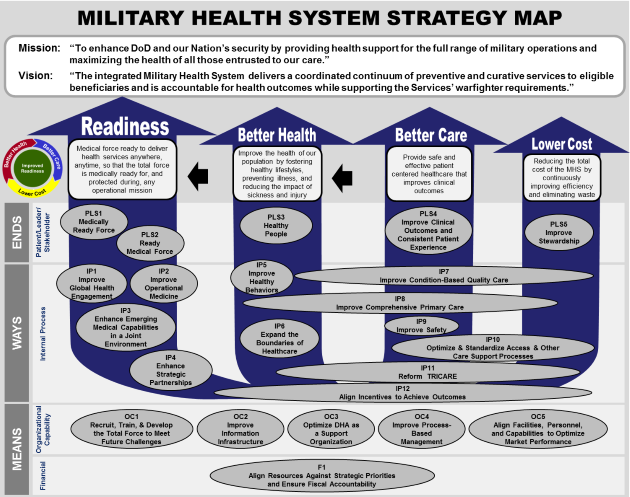 MILITARY HEALTH SYSTEM STRATEGY MAP
Mission: "To enhance DoD and our Nation's security by providing health support for the full range of military operations and
maximizing the health of all those entrusted to our care."
Vision: "The integrated Military Health System delivers a coordinated continuum of preventive and curative services to eligible
beneficiaries and is accountable for health outcomes while supporting the Services' warfighter requirements."
Better Health
Better Care
Lower Cost
Improved
Readiness
Readiness
Medical force ready to deliver
health services anywhere,
anytime, so that the total force
is medically ready for, and
protected during, any
operational mission
Better Health
Improve the health of our
population by fostering
healthy lifestyles,
preventing illness, and
reducing the impact of
sickness and injury
Better Care
Provide safe and
effective patient
centered healthcare that
improves clinical
outcomes
Lower Cost
Reducing the total
cost of the MHS by
continuously
improving efficiency
and eliminating waste
ENDS
Patient/Leader/
Stakeholder
PLS1
Medically
Ready Force
PLS2
Ready
Medical Force
PLS3
Healthy
People
PLS4
Improve Clinical
Outcomes and
Consistent Patient
Experience
PLS5
Improve
Stewardship
WAYS
Internal Process
IP1
Improve
Global Health
Engagement
IP2
Improve
Operational
Medicine
IP3
Enhance Emerging
Medical Capabilities
in a Joint
Environment
IP4
Enhance
Strategic
Partnerships
IP5
Improve
Healthy
Behaviors
IP7
Improve Condition-Based Quality Care
IP8
Improve Comprehensive Primary Care
IP6
Expand the
Boundaries of
Healthcare
IP9
Improve Safety
IP10
Optimize & Standardize Access & Other
Care Support Processes
IP11
Reform TRICARE
IP12
Align Incentives to Achieve Outcomes
MEANS
Organizational
Capability
OC1
Recruit, Train, & Develop
the Total Force to Meet
Future Challenges
OC2
Improve
Information
Infrastructure
OC3
Optimize DHA as
a Support
Organization
OC4
Improve Process-
Based
Management
OC5
Align Facilities, Personnel,
and Capabilities to Optimize
Market Performance
Financial
F1
Align Resources Against Strategic Priorities
and Ensure Fiscal Accountability